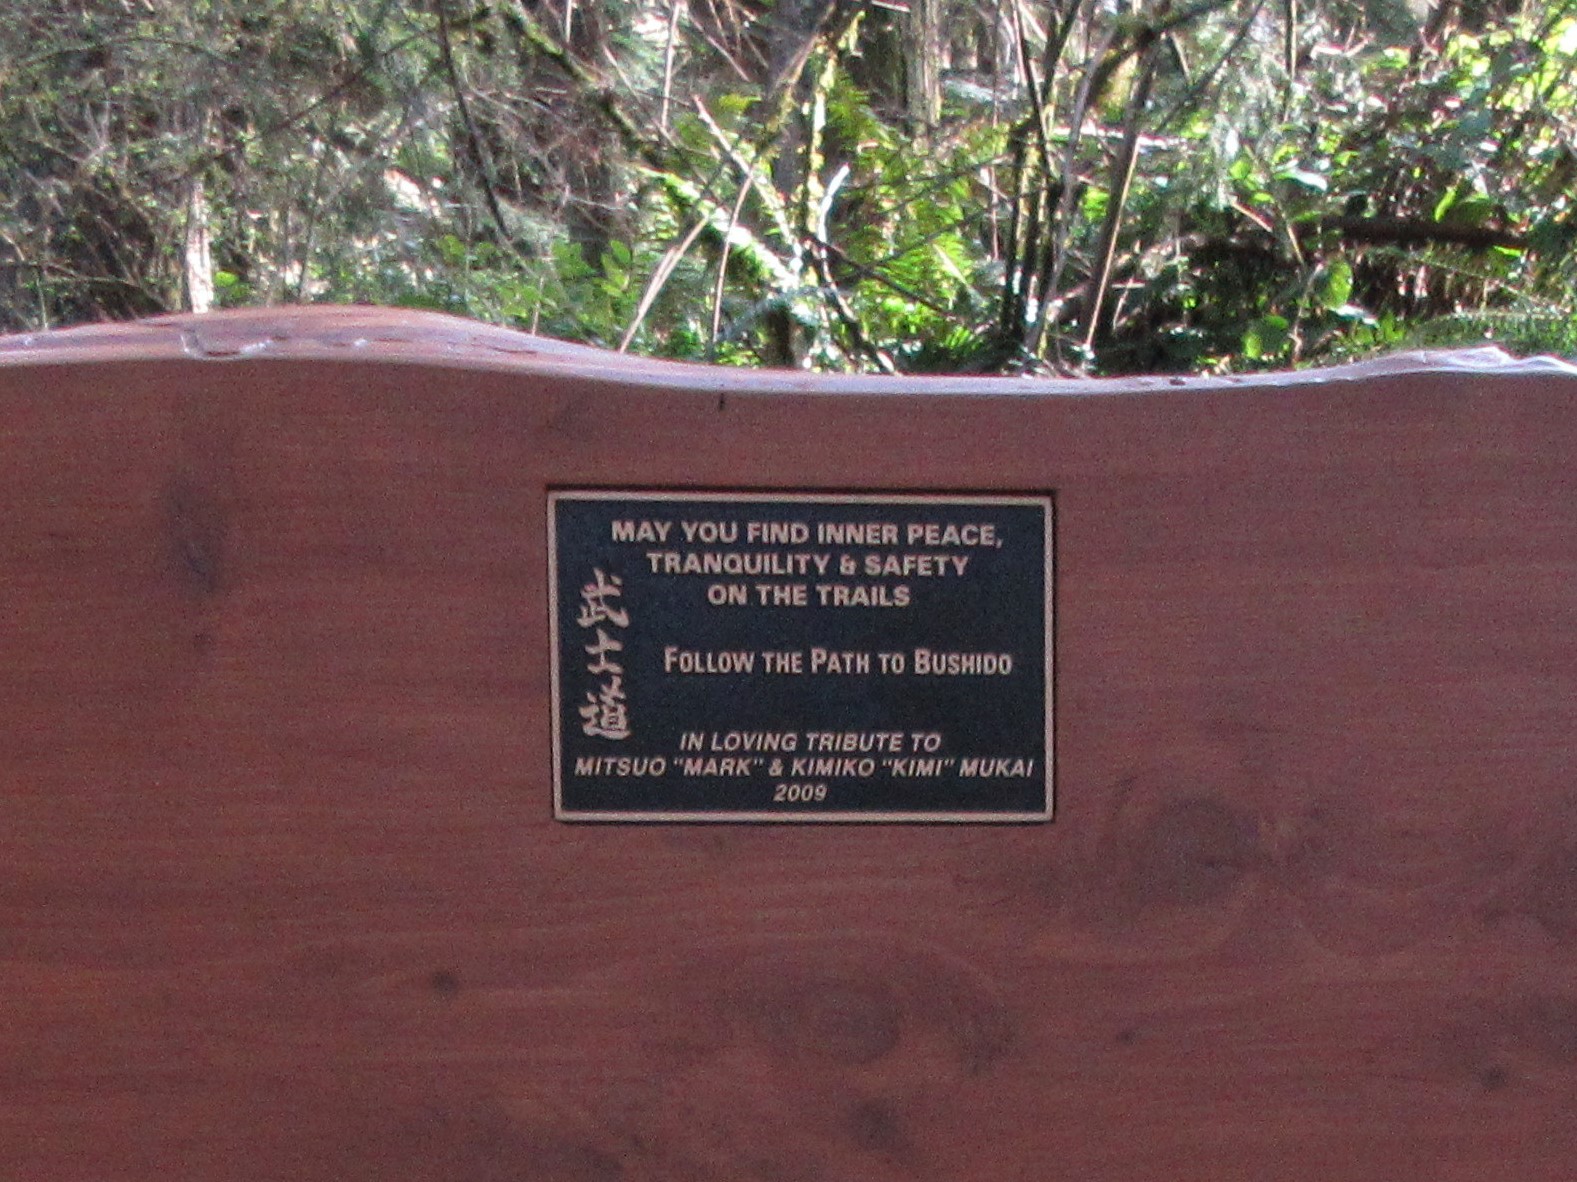 MAY YOU FIND INNER PEACE,
TRANQUILITY & SAFETY
ON THE TRAILS
武士道
FOLLOW THE PATH TO BUSHIDO
IN LOVING TRIBUTE TO
MITSUO "MARK" & KIMIKO "KIMI" MUKAI
2009